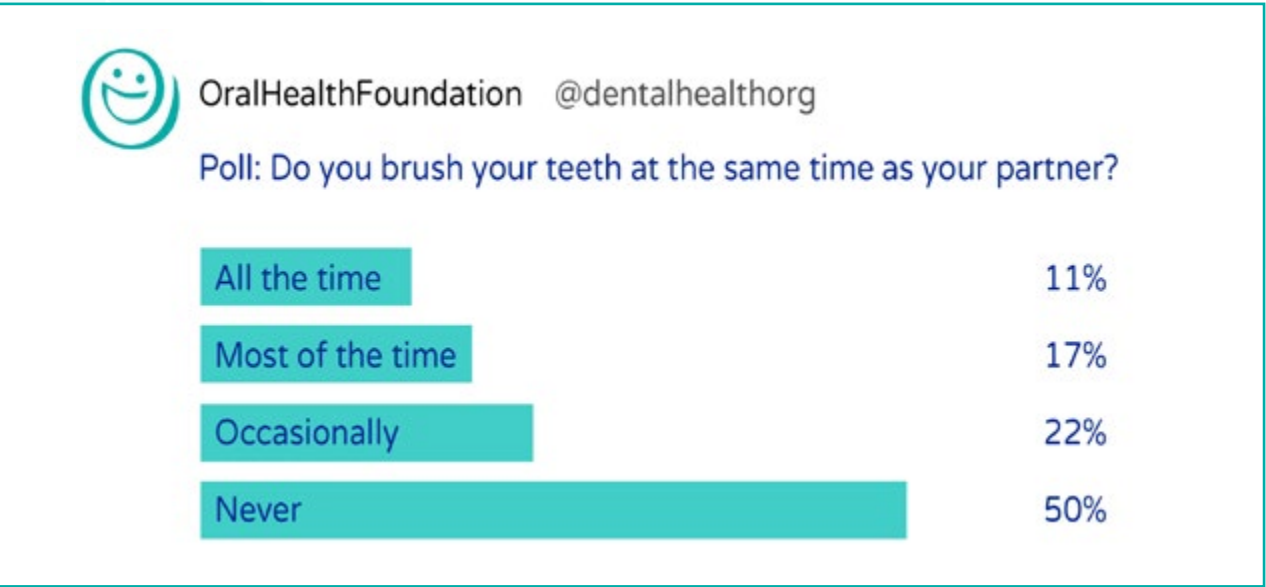 OralHealthFoundation @dentalhealthorg
Poll: Do you brush your teeth at the same time as your partner?
All the time 11%
Most of the time 17%
Occasionally 22%
Never 50%